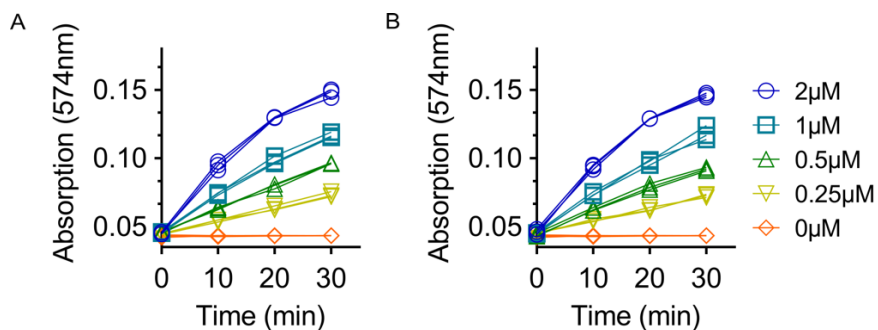 A
Absorption (574nm)
0.15
0.10
0.05
0 10 20 30
Time (min)
B
Absorption (574nm)
0.15
0.10
0.05
0 10 20 30
Time (min)
2µM
1µM
0.5µM
0.25µM
0µM